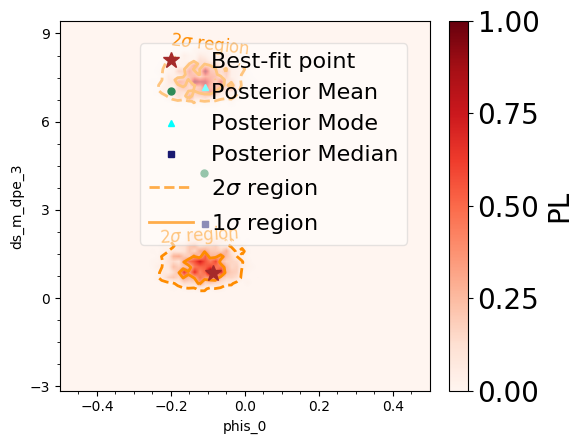 9
6
3
0
−3
ds_m_dpe_3
2σ region
Best-fit point
Posterior Mean
Posterior Mode
Posterior Median
2σ region
1σ region
2σ region
−0.4
−0.2
0.0
0.2
0.4
phis_0
1.00
0.75
0.50
0.25
0.00
PL